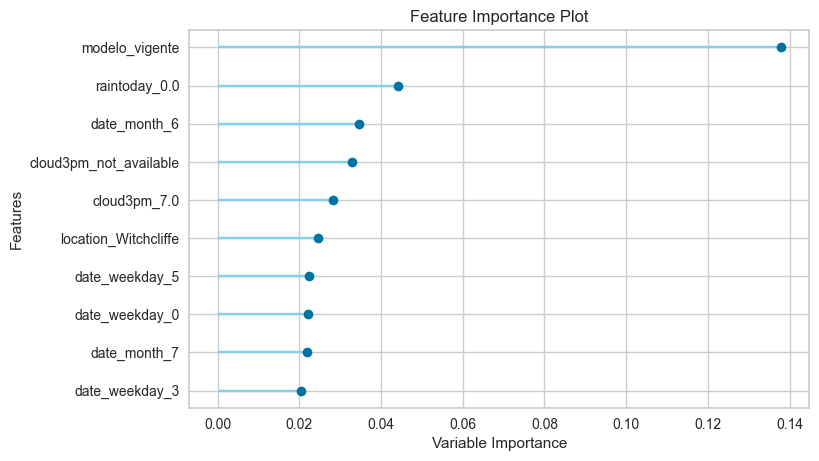 Feature Importance Plot
modelo_vigente
raintoday_0.0
date_month_6
cloud3pm_not_available
cloud3pm_7.0
location_Witchcliffe
date_weekday_5
date_weekday_0
date_month_7
date_weekday_3
Features
0.00 0.02 0.04 0.06 0.08 0.10 0.12 0.14
Variable Importance